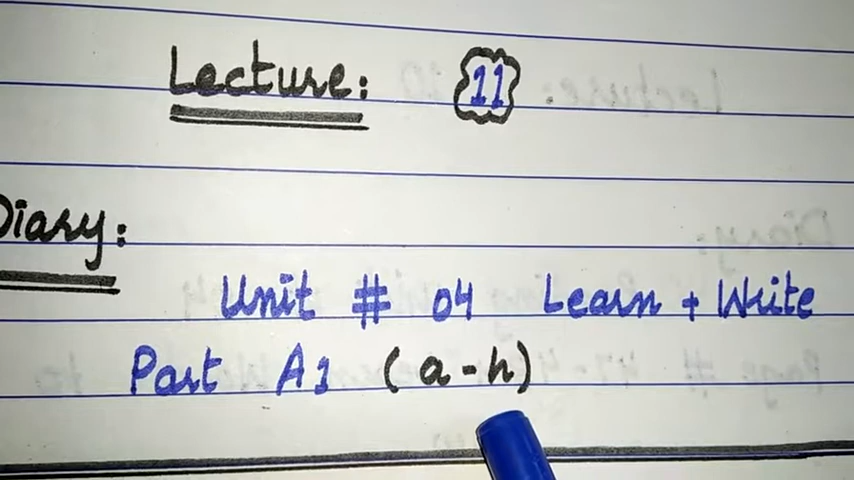 Lecture: 11
Diary:
Unit # 04 Learn + Write
Part A1 (a-h)